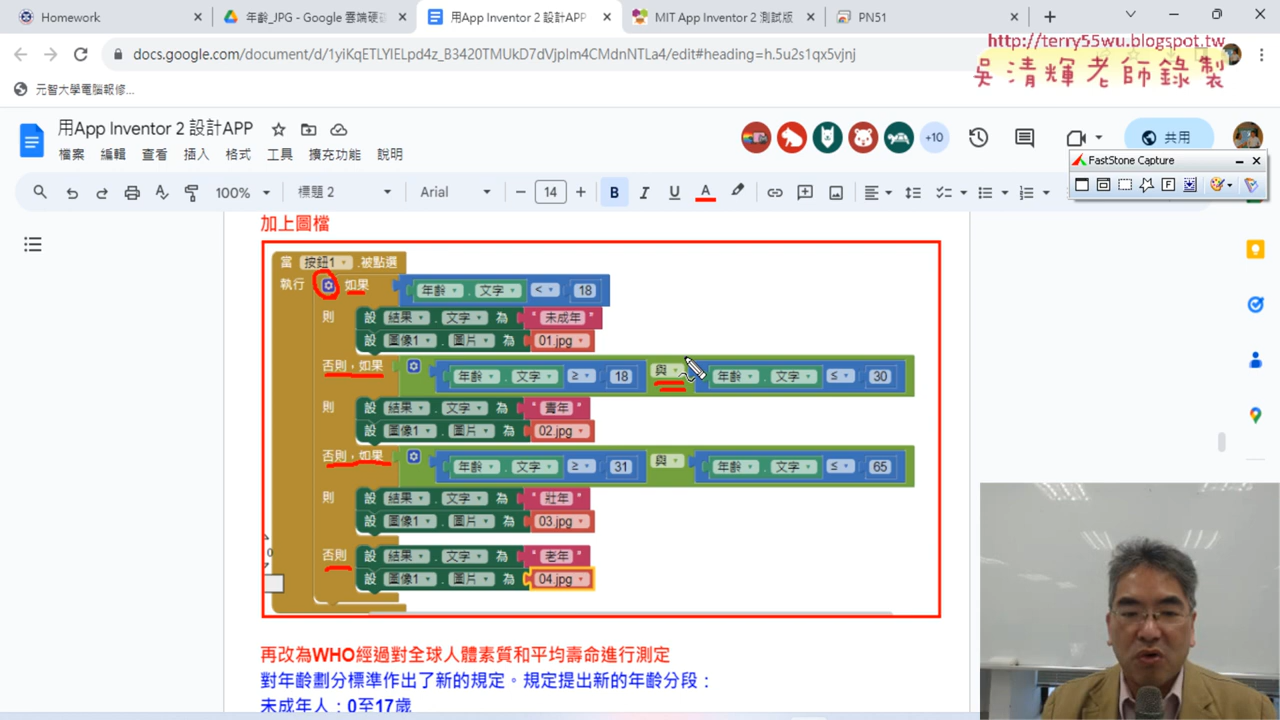 Homework
年齡_JPG - Google 雲端硬碟
用App Inventor 2 設計APP
MIT App Inventor 2 測試版
PN51
docs.google.com/document/d/1yiKqETLYlELpd4z_B3420TMUkD7dVjpIm4CMdnNTLa4/edit#heading=h.5u2s1qx5vjnj
http://terry55wu.blogspot.tw
吳清輝老師錄製
元智大學電腦報修...
用App Inventor 2 設計APP
檔案 編輯 查看 插入 格式 工具 擴充功能 說明
+10
共用
FastStone Capture
100% 標題 2 Arial 14 B I U A
加上圖檔
當 按鈕1 .被點選
執行 如果 年齡 . 文字 < 18
則 設 結果 . 文字 為 " 未成年 "
設 圖像1 . 圖片 為 01.jpg
否則，如果 年齡 . 文字 ≥ 18 與 年齡 . 文字 ≤ 30
則 設 結果 . 文字 為 " 青年 "
設 圖像1 . 圖片 為 02.jpg
否則，如果 年齡 . 文字 ≥ 31 與 年齡 . 文字 ≤ 65
則 設 結果 . 文字 為 " 壯年 "
設 圖像1 . 圖片 為 03.jpg
否則 設 結果 . 文字 為 " 老年 "
設 圖像1 . 圖片 為 04.jpg
0
再改為WHO經過對全球人體素質和平均壽命進行測定
對年齡劃分標準作出了新的規定。規定提出新的年齡分段：
未成年人：0至17歲